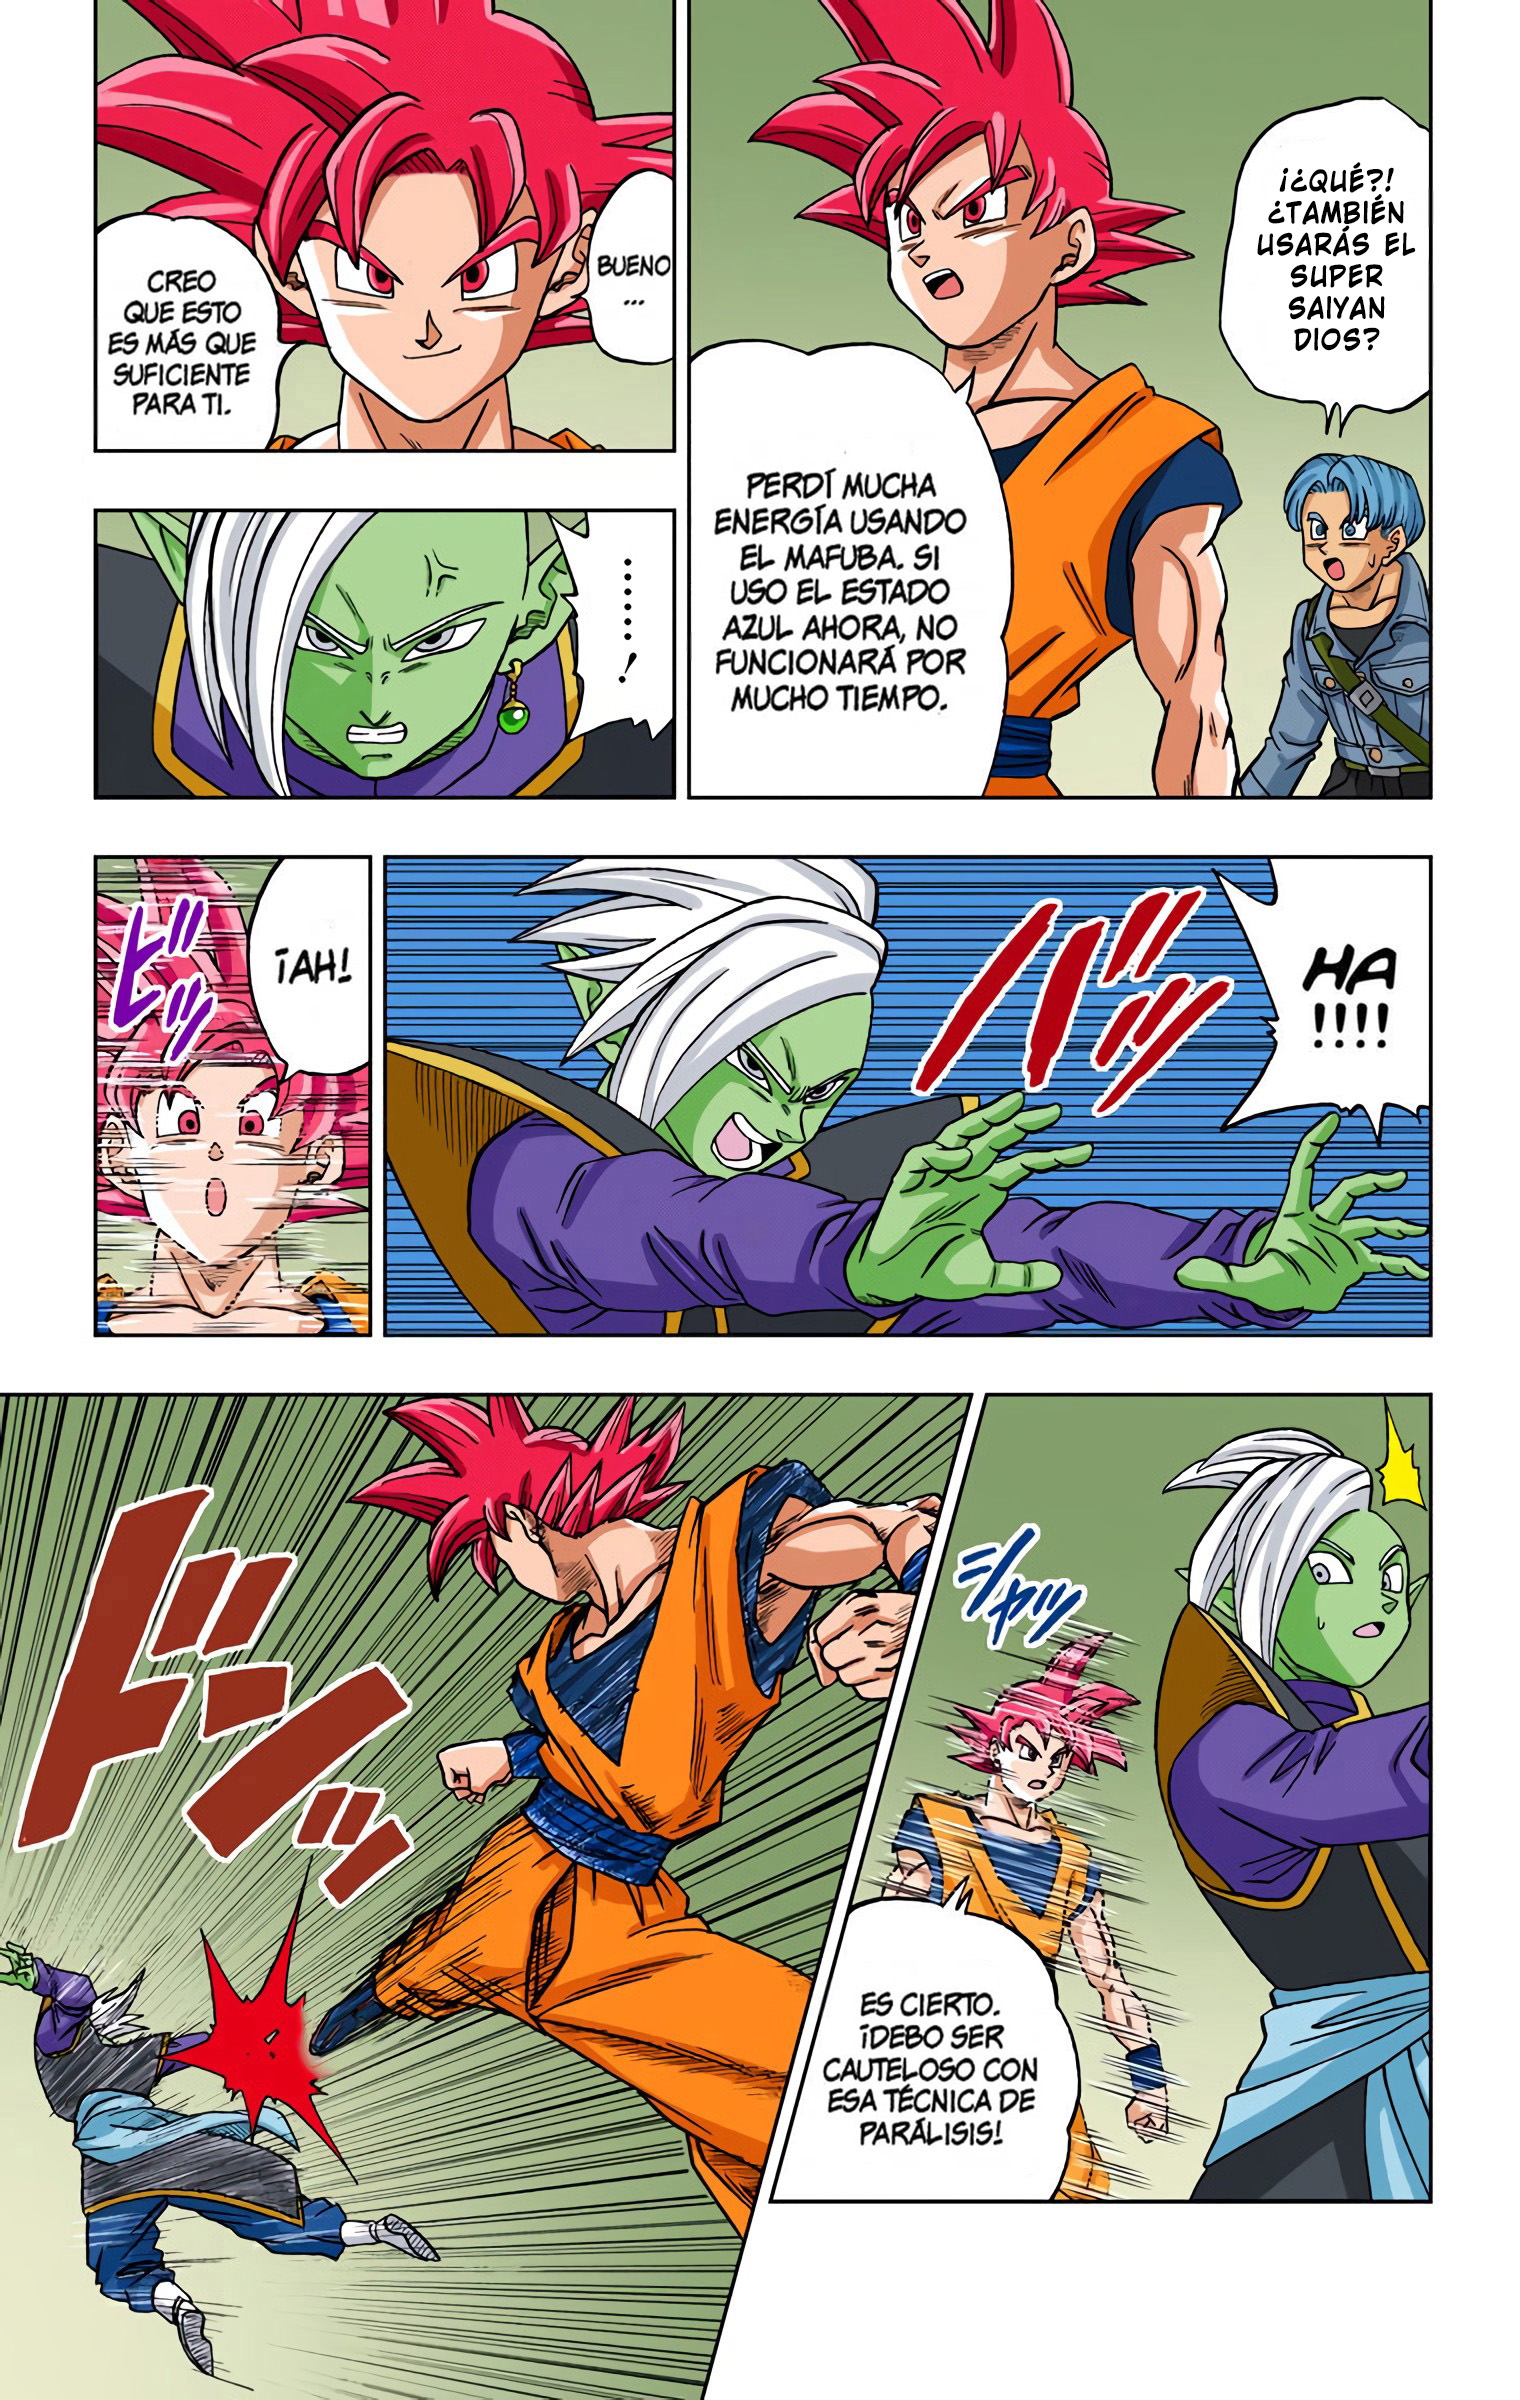 ¡¿QUÉ?!
¿TAMBIÉN
USARÁS EL
SUPER
SAIYAN
DIOS?
PERDÍ MUCHA
ENERGÍA USANDO
EL MAFUBA. SI
USO EL ESTADO
AZUL AHORA, NO
FUNCIONARÁ POR
MUCHO TIEMPO.
BUENO
...
CREO
QUE ESTO
ES MÁS QUE
SUFICIENTE
PARA TI.
......!
HA
!!!!
バッ
¡AH!
ビビッ
シャッ
ES CIERTO.
¡DEBO SER
CAUTELOSO CON
ESA TÉCNICA DE
PARÁLISIS!
ドンッ